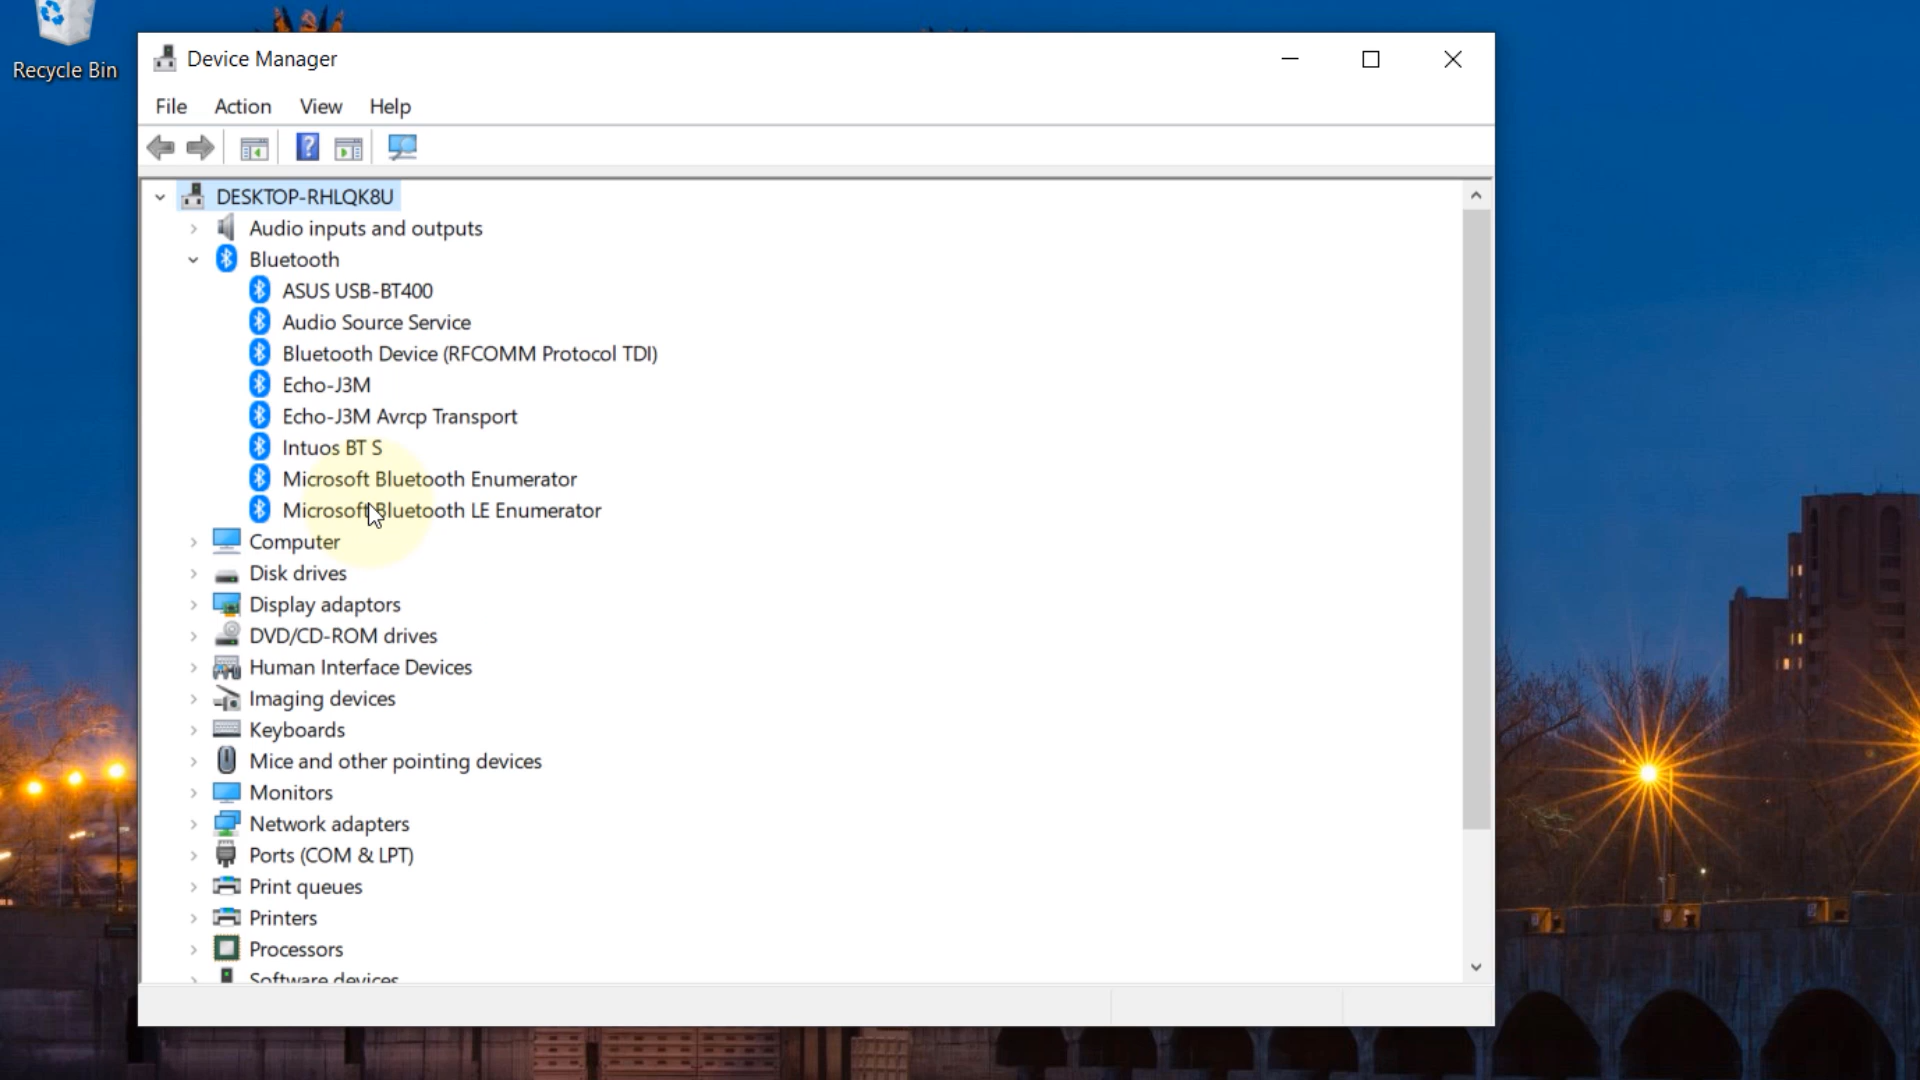 Recycle Bin
Device Manager
File Action View Help
DESKTOP-RHLQK8U
Audio inputs and outputs
Bluetooth
ASUS USB-BT400
Audio Source Service
Bluetooth Device (RFCOMM Protocol TDI)
Echo-J3M
Echo-J3M Avrcp Transport
Intuos BT S
Microsoft Bluetooth Enumerator
Microsoft Bluetooth LE Enumerator
Computer
Disk drives
Display adaptors
DVD/CD-ROM drives
Human Interface Devices
Imaging devices
Keyboards
Mice and other pointing devices
Monitors
Network adapters
Ports (COM & LPT)
Print queues
Printers
Processors
Software devices